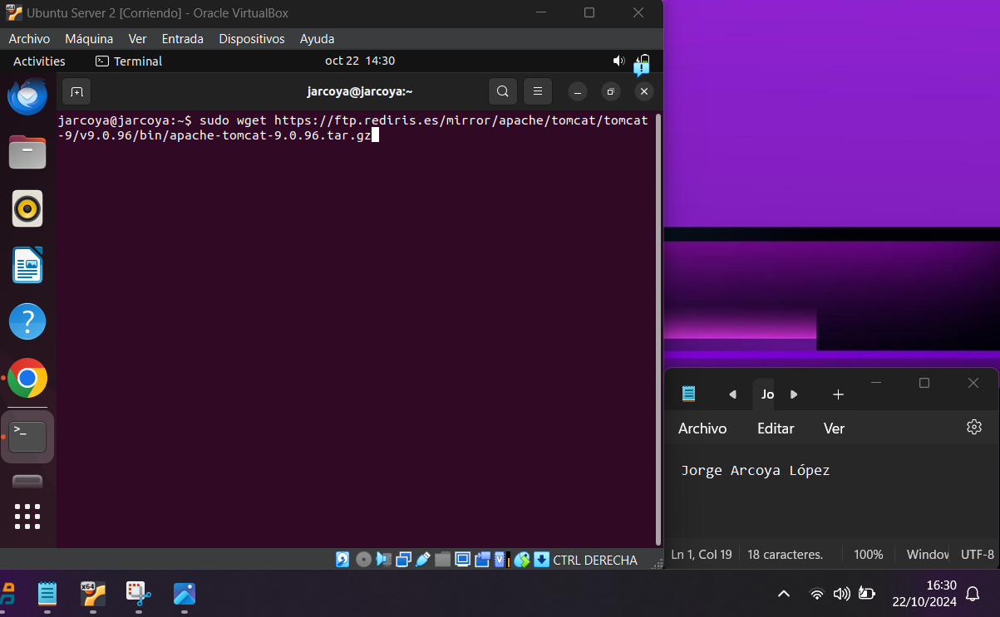 x64
Ubuntu Server 2 [Corriendo] - Oracle VirtualBox
Archivo Máquina Ver Entrada Dispositivos Ayuda
Activities Terminal oct 22 14:30
jarcoya@jarcoya:~
jarcoya@jarcoya:~$ sudo wget https://ftp.rediris.es/mirror/apache/tomcat/tomcat
-9/v9.0.96/bin/apache-tomcat-9.0.96.tar.gz
CTRL DERECHA
Jo
Archivo Editar Ver
Jorge Arcoya López
Ln 1, Col 19 18 caracteres. 100% Window UTF-8
x64
16:30
22/10/2024